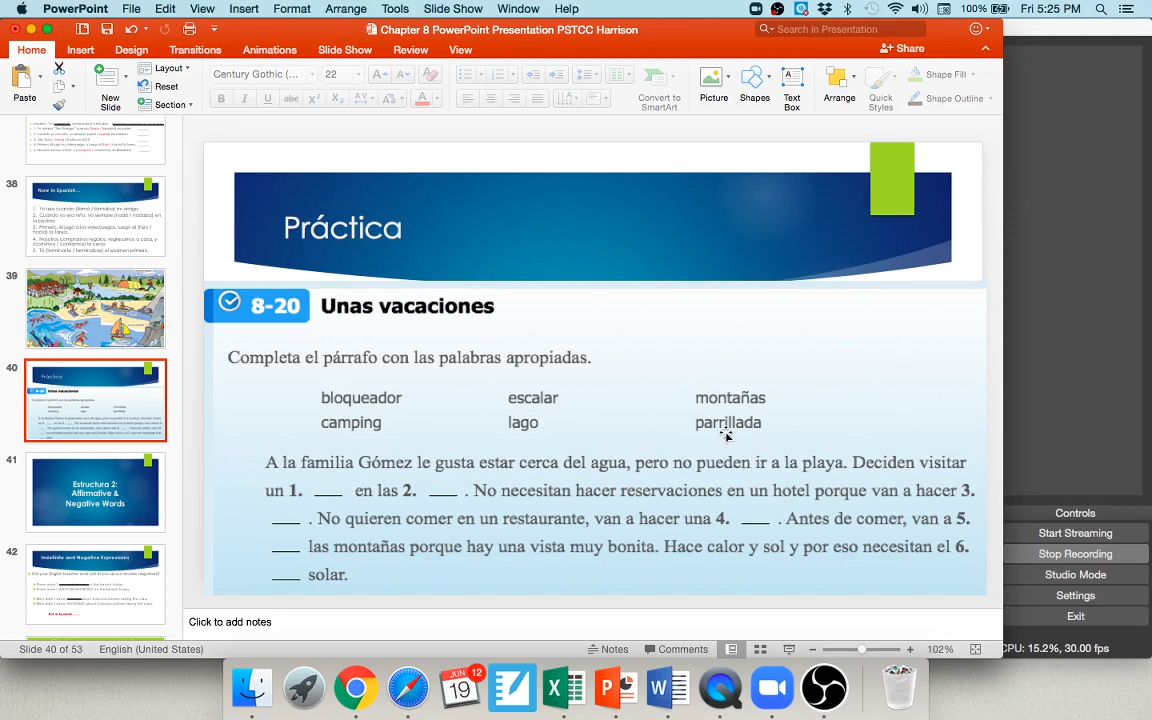 PowerPoint File Edit View Insert Format Arrange Tools Slide Show Window Help 100% Fri 5:25 PM
Chapter 8 PowerPoint Presentation PSTCC Harrison
Search in Presentation
Home Insert Design Transitions Animations Slide Show Review View
Share
Paste
New Slide
Layout
Reset
Section
Century Gothic (... 22
Convert to SmartArt
Picture
Shapes
Text Box
Arrange
Quick Styles
Shape Fill
Shape Outline
38
Now in Spanish...
39
40
Práctica
Unas vacaciones
41
Estructura 2:
Affirmative &
Negative Words
42
Indefinite and Negative Expressions
Práctica
8-20 Unas vacaciones
Completa el párrafo con las palabras apropiadas.
bloqueador escalar montañas
camping lago parrillada
A la familia Gómez le gusta estar cerca del agua, pero no pueden ir a la playa. Deciden visitar
un 1. ___ en las 2. ___ . No necesitan hacer reservaciones en un hotel porque van a hacer 3.
___ . No quieren comer en un restaurante, van a hacer una 4. ___ . Antes de comer, van a 5.
___ las montañas porque hay una vista muy bonita. Hace calor y sol y por eso necesitan el 6.
___ solar.
Click to add notes
Slide 40 of 53 English (United States) Notes Comments 102%
Controls
Start Streaming
Stop Recording
Studio Mode
Settings
Exit
CPU: 15.2%, 30.00 fps
JUN 12
19